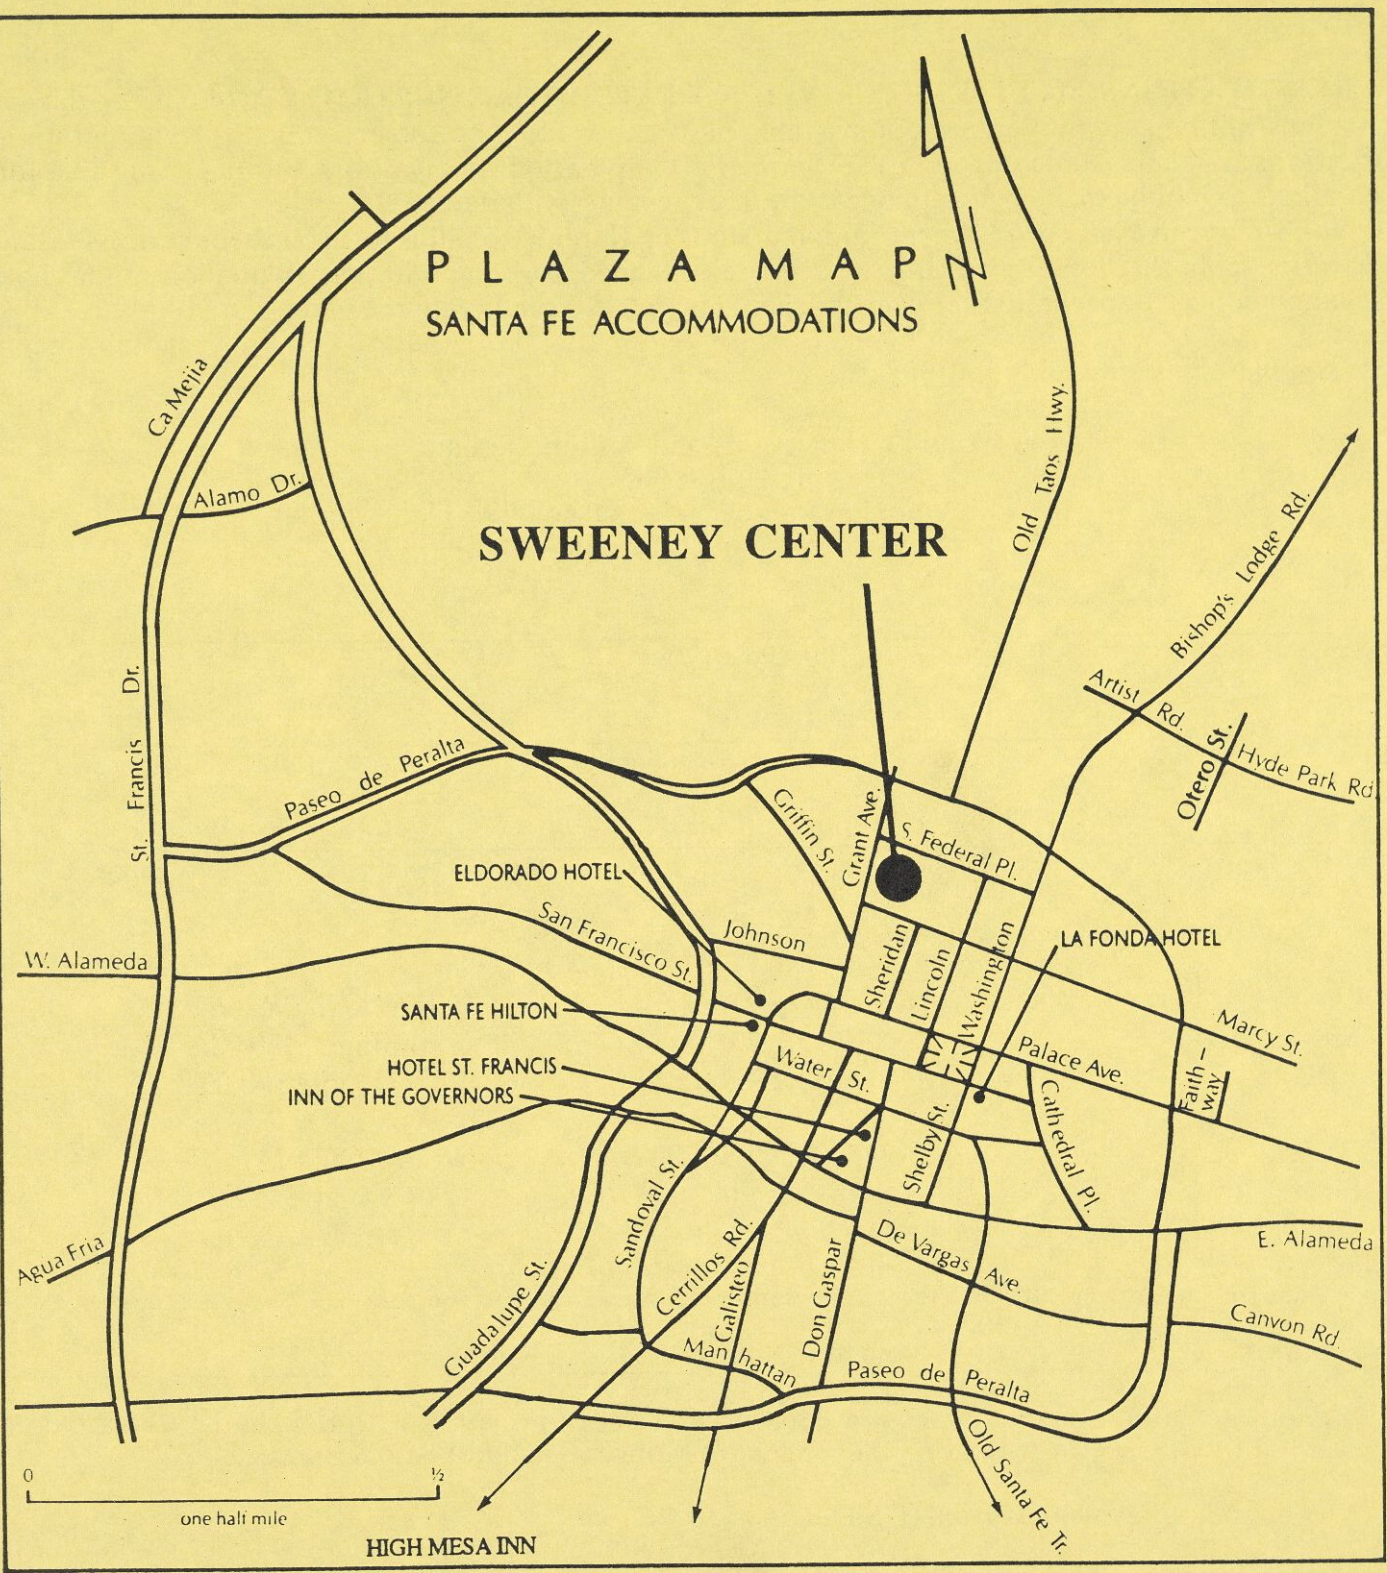 PLAZA MAP
SANTA FE ACCOMMODATIONS
Ca Mejia
Alamo Dr.
Old Taos Hwy.
SWEENEY CENTER
Bishop's Lodge Rd.
Artist Rd.
Otero St.
Hyde Park Rd
St. Francis Dr.
Paseo de Peralta
Griffin St.
Grant Ave.
S. Federal Pl.
ELDORADO HOTEL
San Francisco St.
Johnson
Sheridan
Lincoln
Washington
LA FONDA HOTEL
W. Alameda
SANTA FE HILTON
Marcy St.
Palace Ave.
Water St.
HOTEL ST. FRANCIS
INN OF THE GOVERNORS
Faith-
way
Cathedral Pl.
Shelby St.
Sandoval St.
Agua Fria
De Vargas Ave.
E. Alameda
Cerrillos Rd.
Galisteo
Don Gaspar
Guadalupe St.
Canyon Rd.
Manhattan
Paseo de Peralta
Old Santa Fe Tr.
0 ½
one half mile
HIGH MESA INN